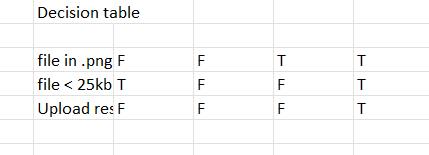 Decision table
file in .png F F T T
file < 25kb T F F T
Upload res F F F T